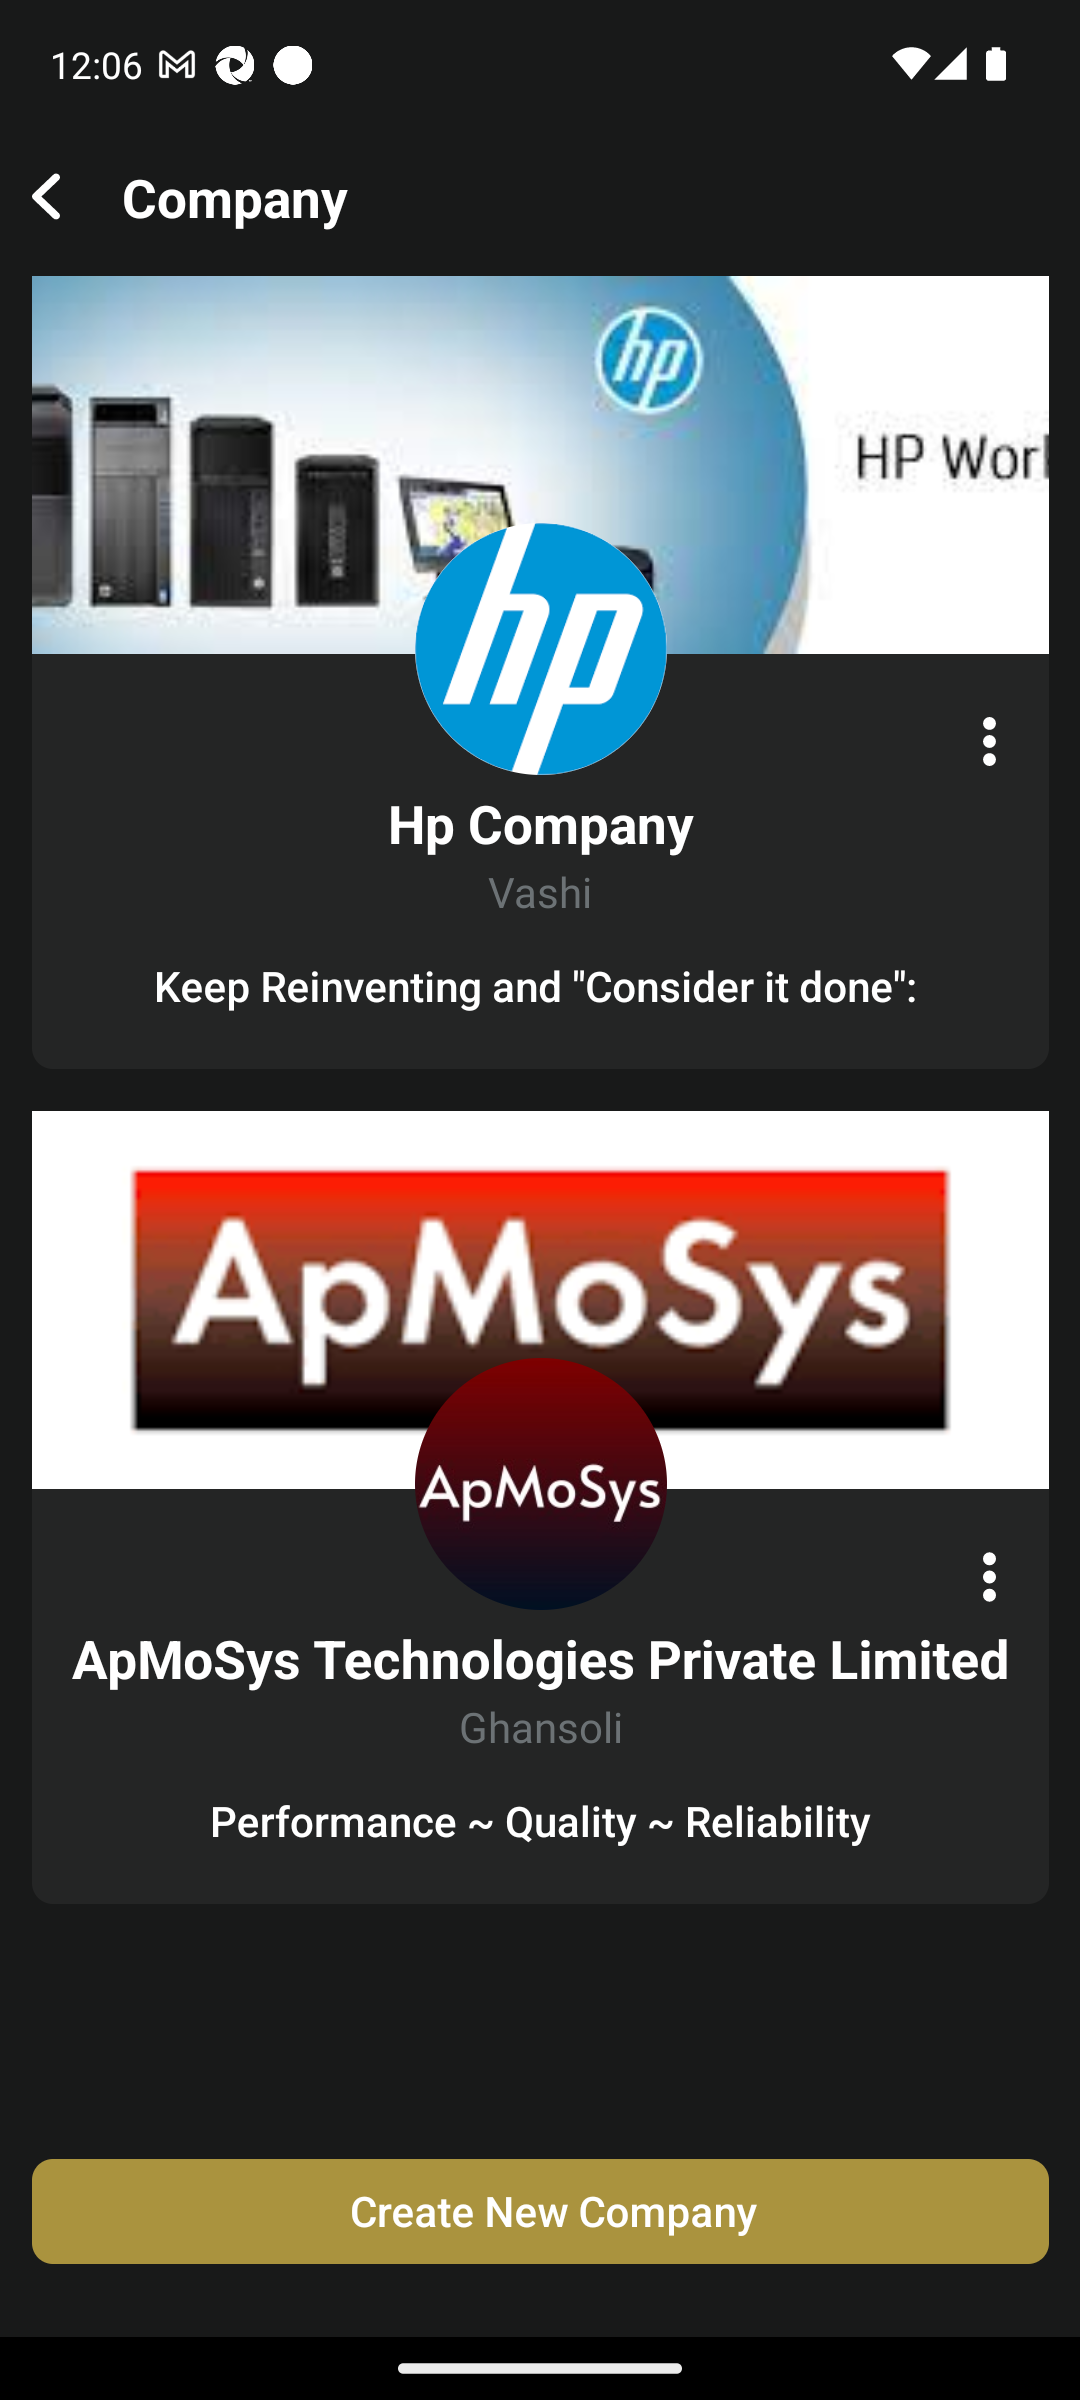 12:06
Company
hp
HP Work
hp
Hp Company
Vashi
Keep Reinventing and "Consider it done":
ApMoSys
ApMoSys
ApMoSys Technologies Private Limited
Ghansoli
Performance ~ Quality ~ Reliability
Create New Company